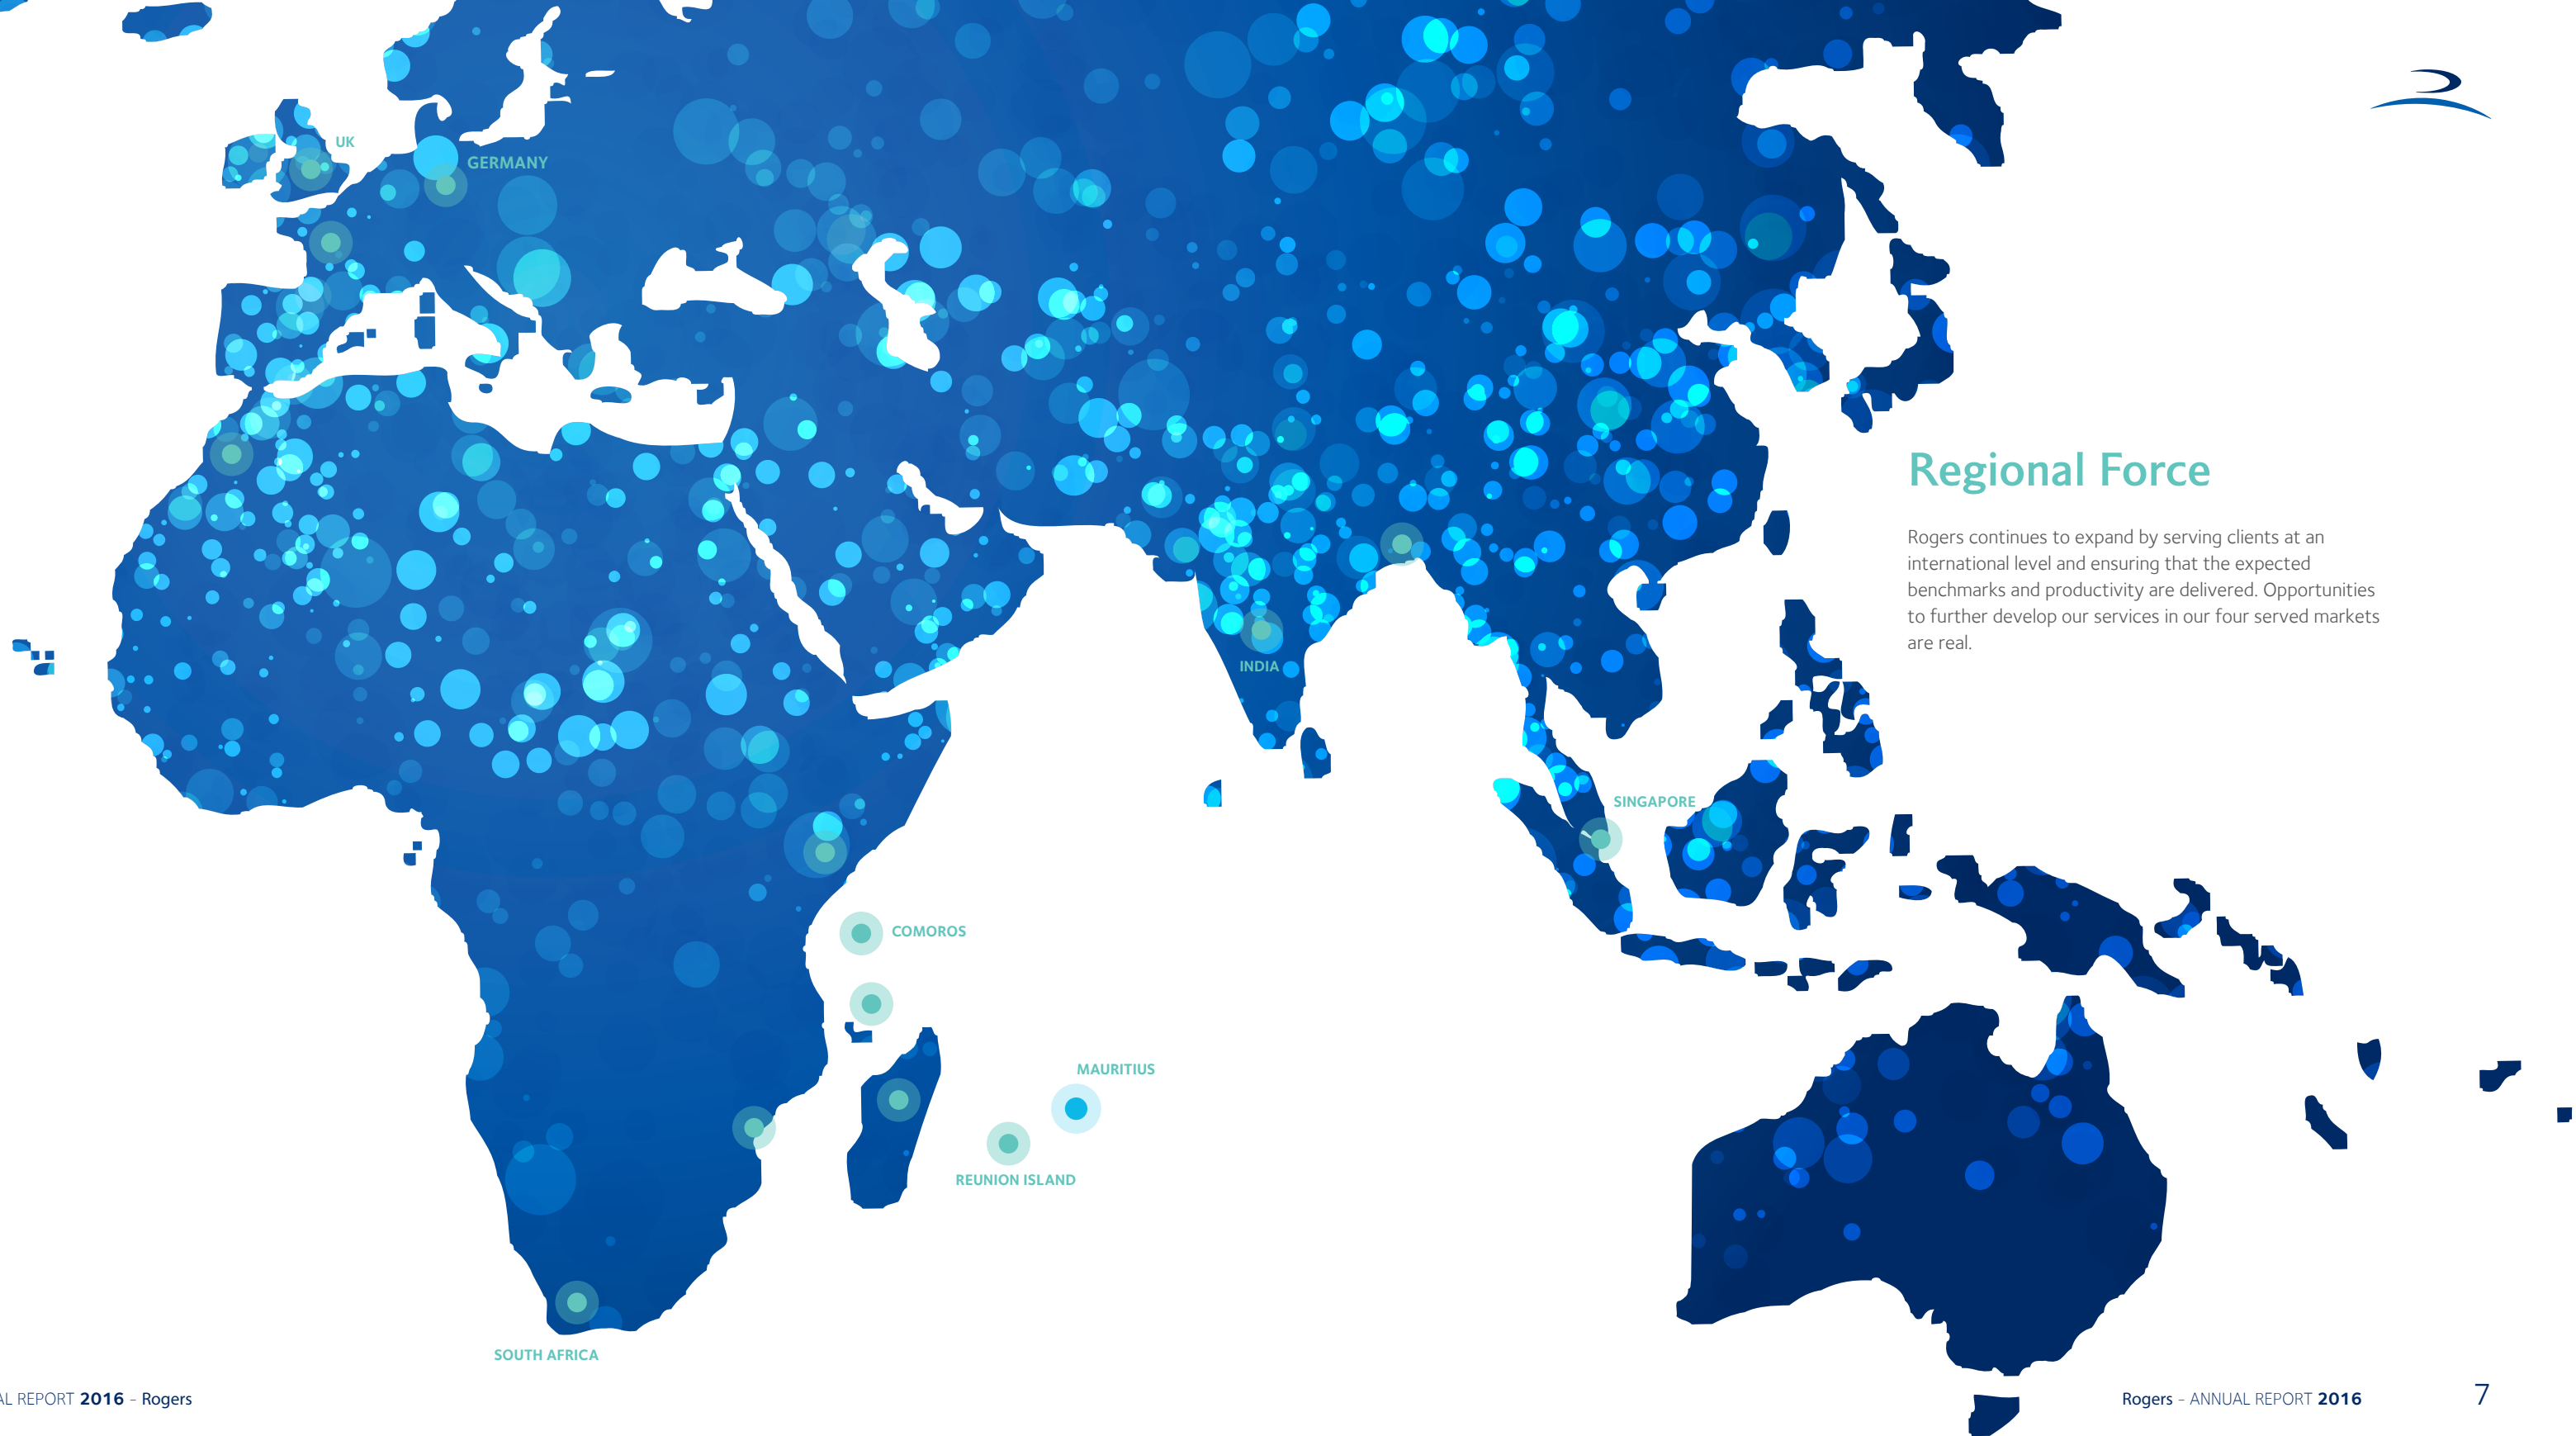 UK
GERMANY
Regional Force
Rogers continues to expand by serving clients at an
international level and ensuring that the expected
benchmarks and productivity are delivered. Opportunities
to further develop our services in our four served markets
are real.
INDIA
SINGAPORE
COMOROS
MAURITIUS
REUNION ISLAND
SOUTH AFRICA
AL REPORT 2016 - Rogers
Rogers - ANNUAL REPORT 2016
7